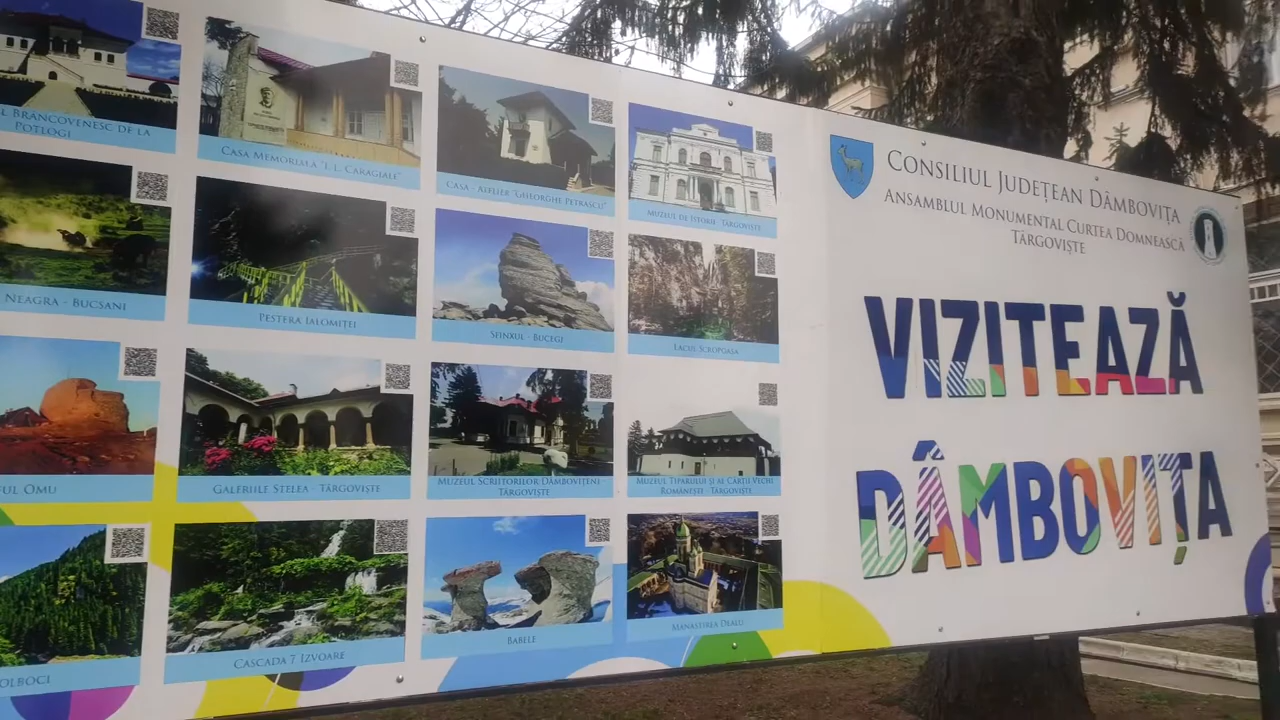 BRÂNCOVENESC DE LA
POTLOGI
CASA MEMORIALĂ "I. L. CARAGIALE"
CASA - ATELIER "GHEORGHE PETRAȘCU"
MUZEUL DE ISTORIE - TÂRGOVIȘTE
NEAGRA - BUCȘANI
PEȘTERA IALOMIȚEI
SFINXUL - BUCEGI
LACUL SCROPOASA
OMU
GALERIILE STELEA - TÂRGOVIȘTE
MUZEUL SCRIITORILOR DÂMBOVIȚENI
TÂRGOVIȘTE
MUZEUL TIPARULUI ȘI AL CĂRȚII VECHI
ROMÂNEȘTI - TÂRGOVIȘTE
OLBOCI
CASCADA 7 IZVOARE
BABELE
MĂNĂSTIREA DEALU
CONSILIUL JUDEȚEAN DÂMBOVIȚA
ANSAMBLUL MONUMENTAL CURTEA DOMNEASCĂ
TÂRGOVIȘTE
VIZITEAZĂ
DÂMBOVIȚA